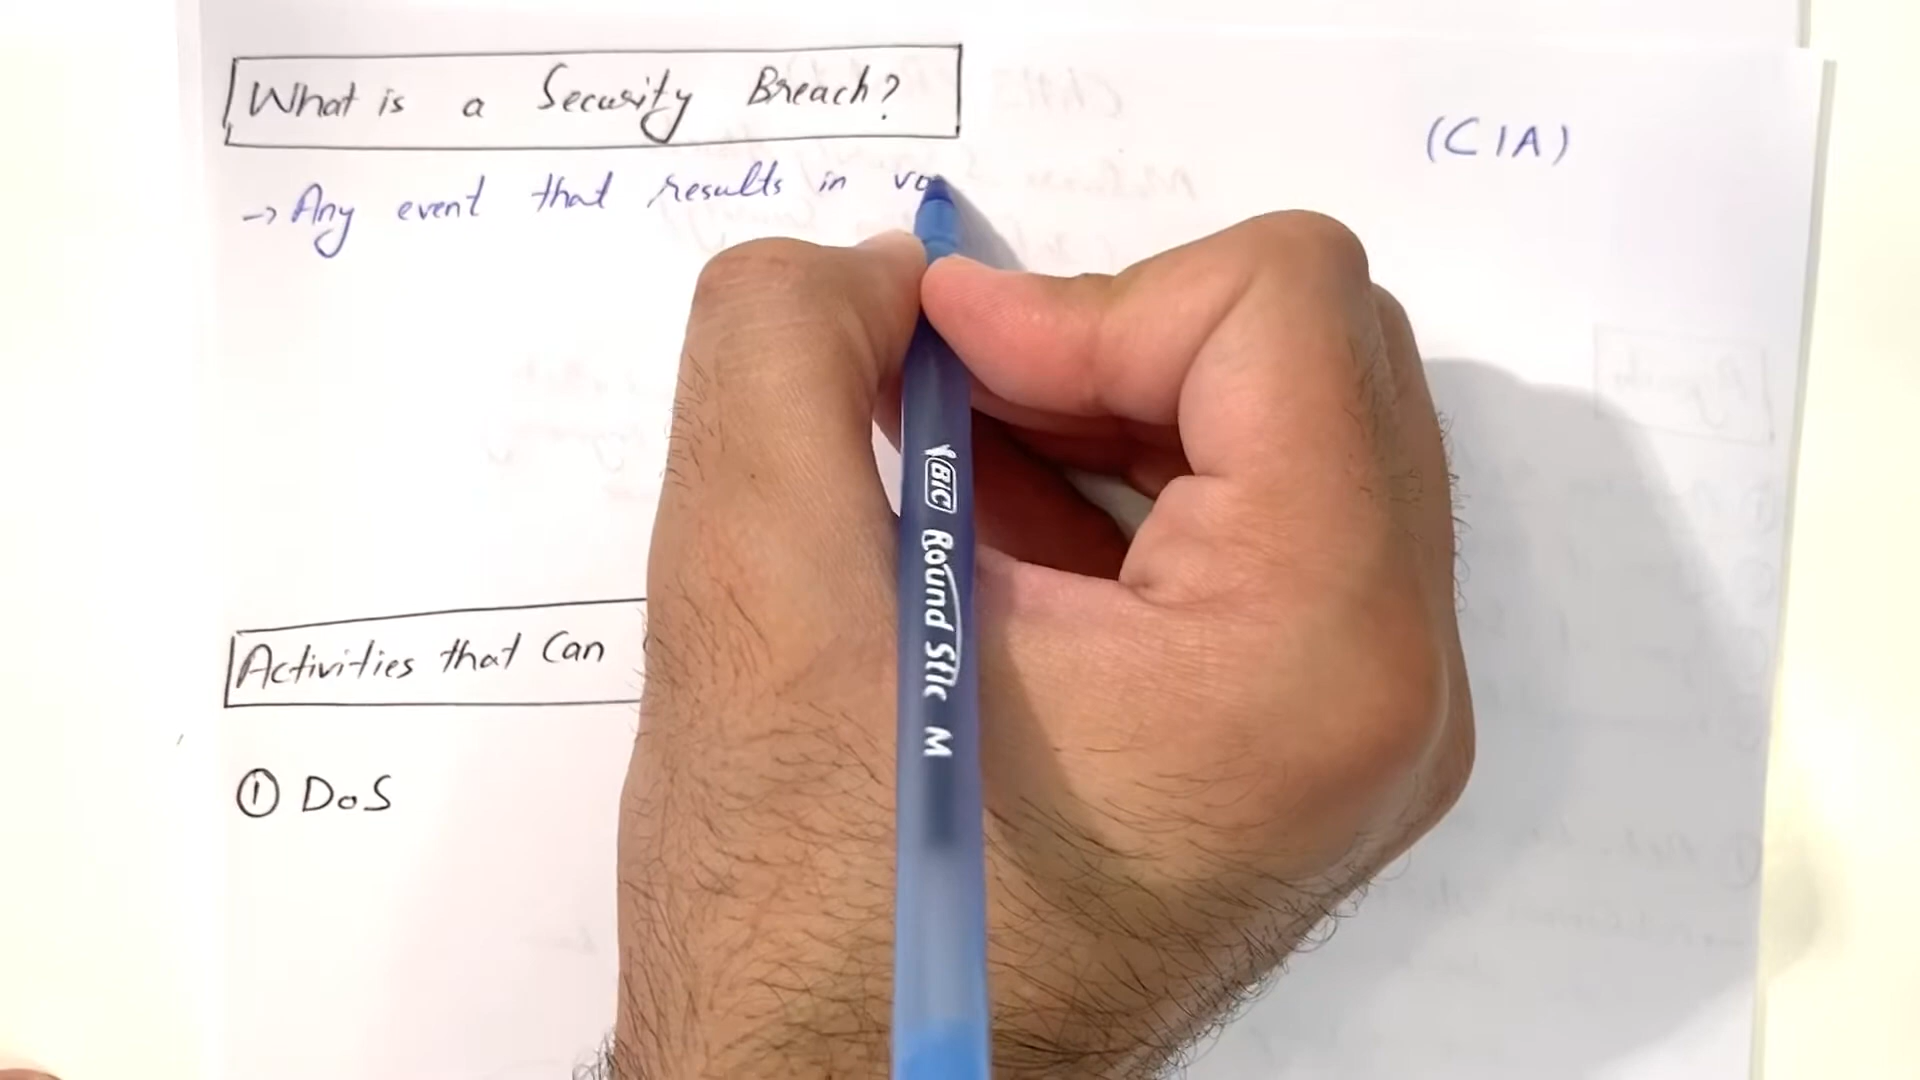 What is a Security Breach?
(CIA)
→ Any event that results in
BIC Round Stic M
Activities that Can
① DoS